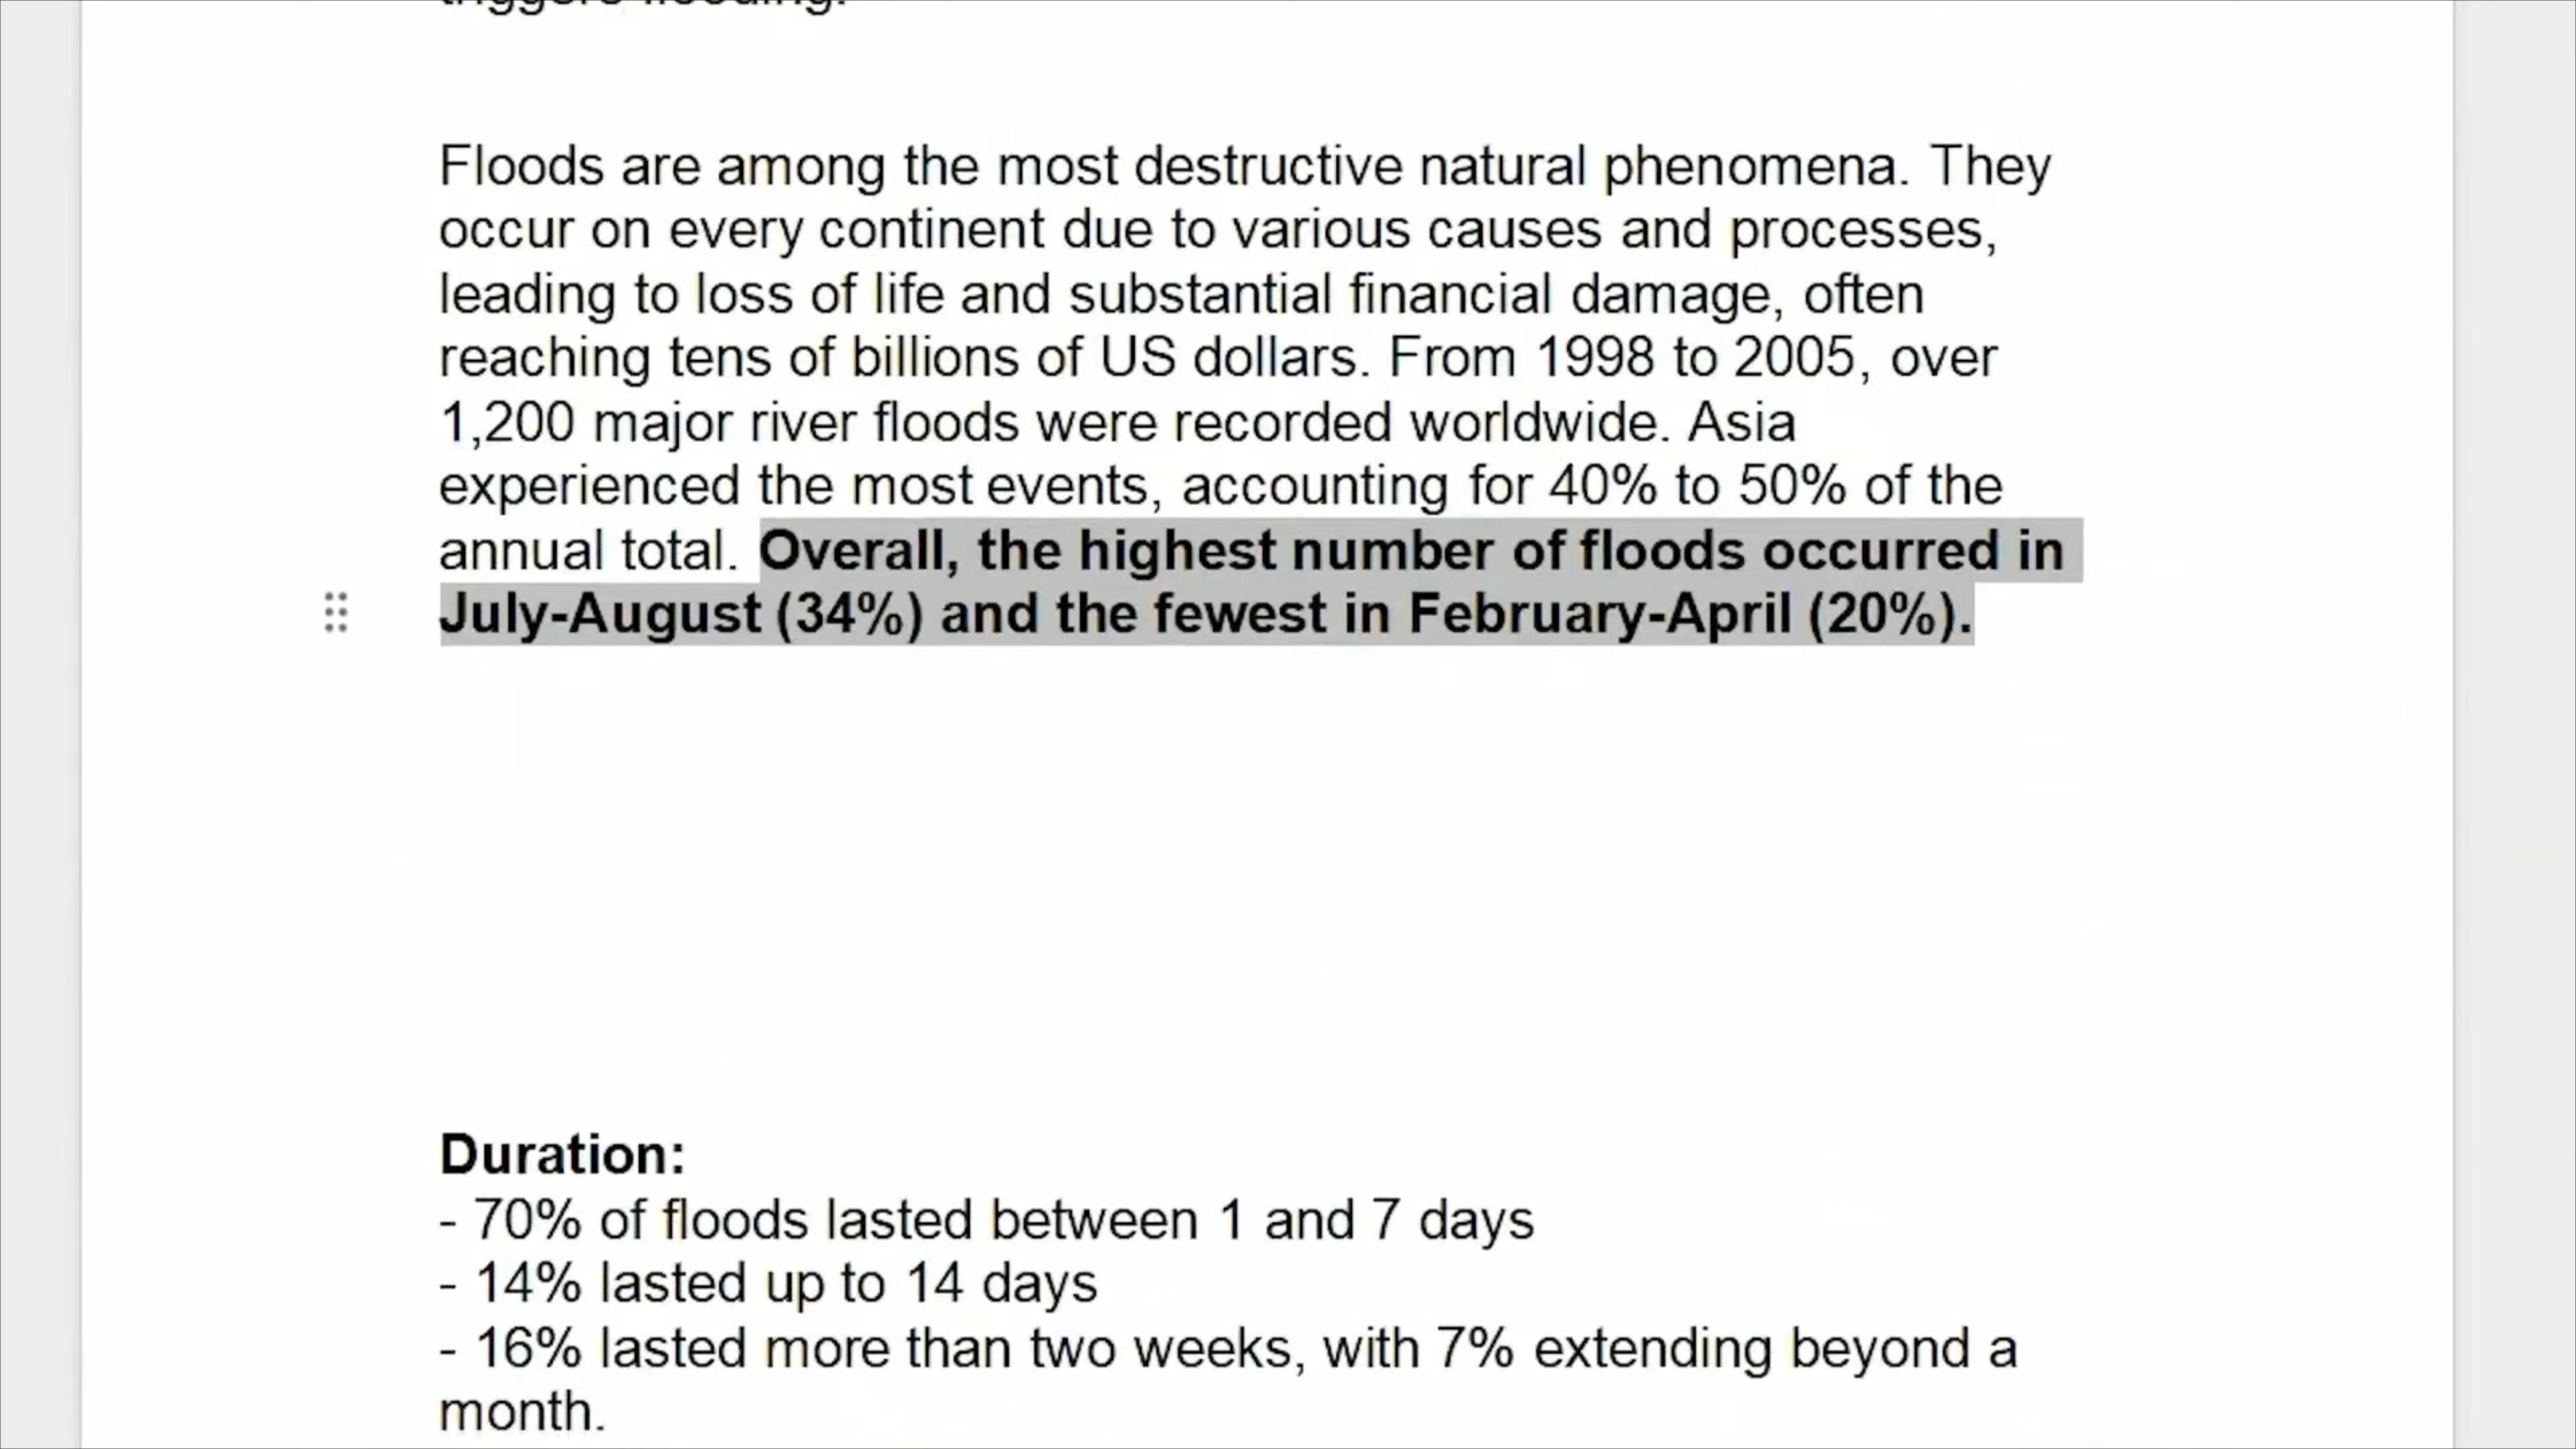 triggers flooding.
Floods are among the most destructive natural phenomena. They
occur on every continent due to various causes and processes,
leading to loss of life and substantial financial damage, often
reaching tens of billions of US dollars. From 1998 to 2005, over
1,200 major river floods were recorded worldwide. Asia
experienced the most events, accounting for 40% to 50% of the
annual total. Overall, the highest number of floods occurred in
July-August (34%) and the fewest in February-April (20%).
Duration:
- 70% of floods lasted between 1 and 7 days
- 14% lasted up to 14 days
- 16% lasted more than two weeks, with 7% extending beyond a
month.